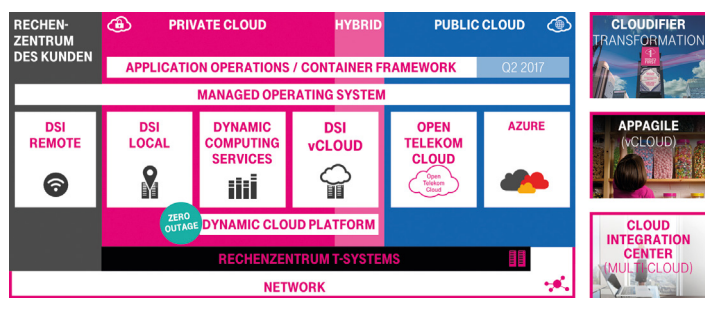 RECHEN-
ZENTRUM
DES KUNDEN
PRIVATE CLOUD
HYBRID
PUBLIC CLOUD
APPLICATION OPERATIONS / CONTAINER FRAMEWORK
Q2 2017
MANAGED OPERATING SYSTEM
DSI
REMOTE
DSI
LOCAL
DYNAMIC
COMPUTING
SERVICES
DSI
vCLOUD
OPEN
TELEKOM
CLOUD
Open
Telekom
Cloud
AZURE
ZERO
OUTAGE
DYNAMIC CLOUD PLATFORM
RECHENZENTRUM T-SYSTEMS
NETWORK
CLOUDIFIER
TRANSFORMATION
APPAGILE
(vCLOUD)
CLOUD
INTEGRATION
CENTER
(MULTI-CLOUD)